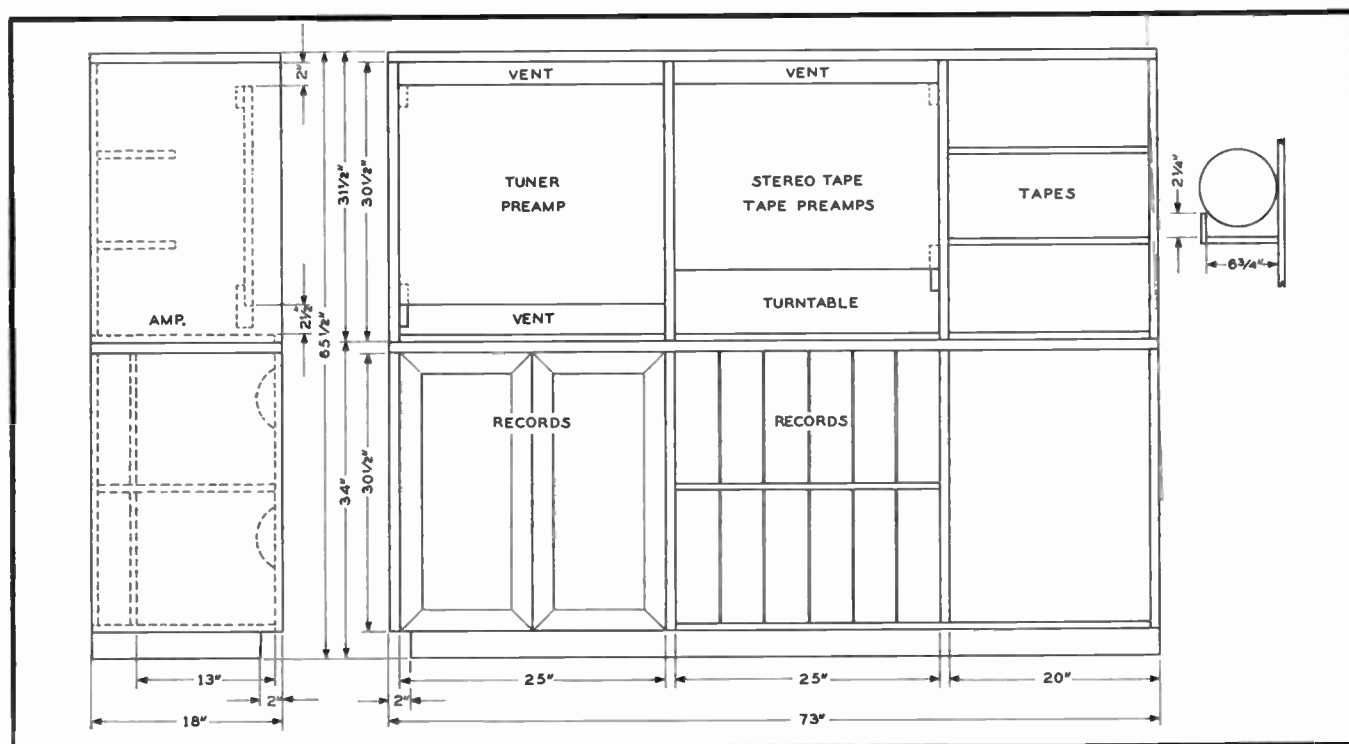 VENT
VENT
2"
TUNER
PREAMP
STEREO TAPE
TAPE PREAMPS
TAPES
31½"
30½"
2¼"
6¾"
AMP.
2½"
65½"
VENT
TURNTABLE
RECORDS
RECORDS
34"
30½"
13"
2"
18"
2"
25"
25"
20"
73"